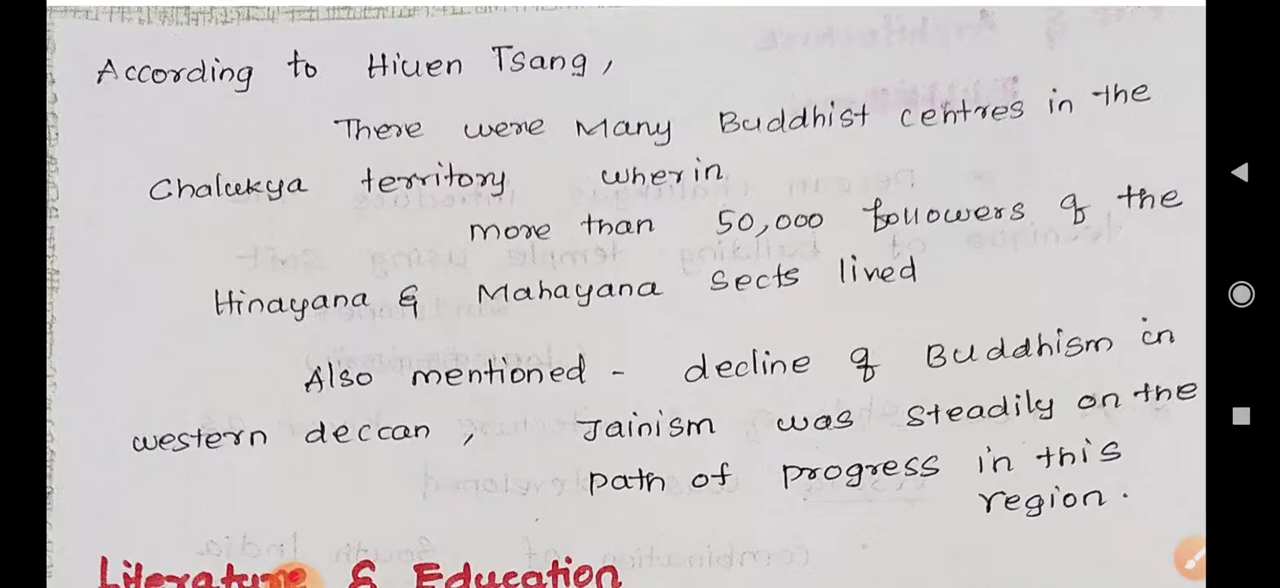 According to Hiuen Tsang,
There were Many Buddhist centres in the
Chalukya territory wherin
more than 50,000 followers of the
Hinayana & Mahayana sects lived
Also mentioned - decline of Buddhism in
western deccan, Jainism was steadily on the
path of progress in this
region.
Literature & Education